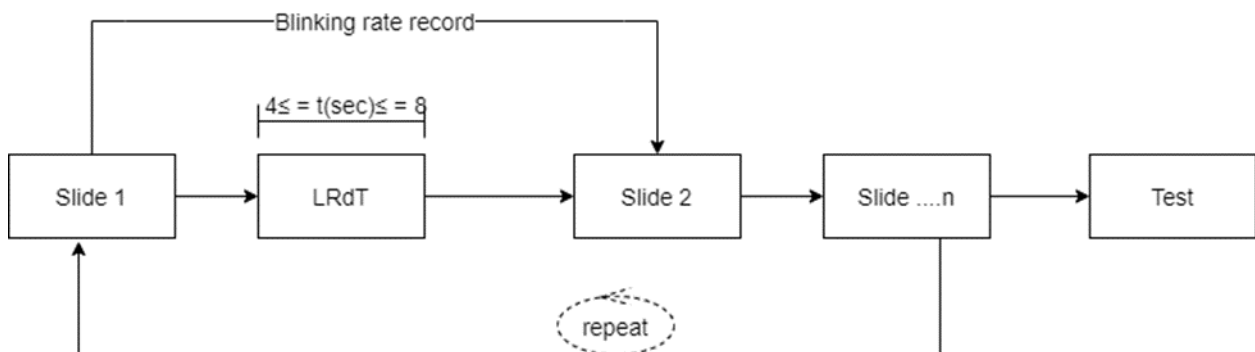 Blinking rate record
4≤ = t(sec)≤ = 8
Slide 1
LRdT
Slide 2
Slide ....n
Test
repeat